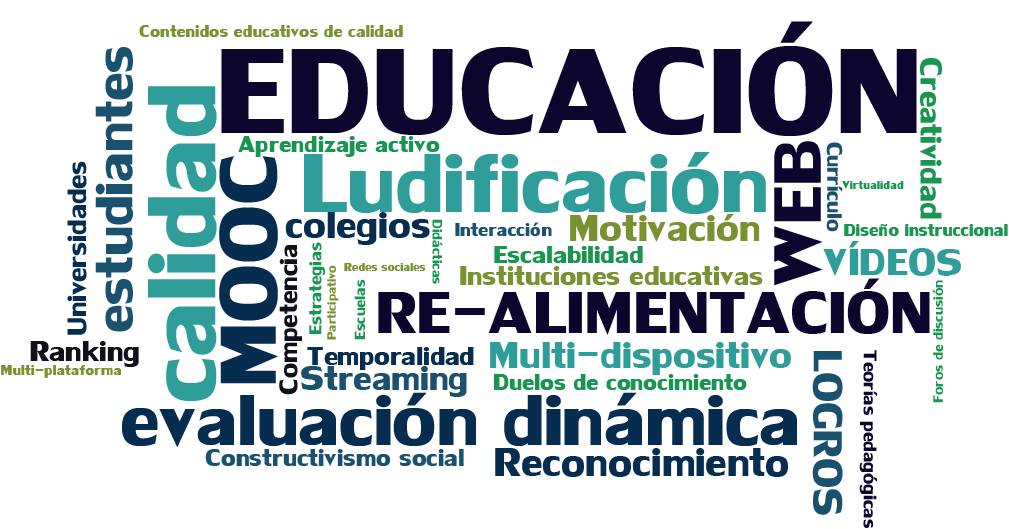 Contenidos educativos de calidad
EDUCACIÓN
estudiantes
calidad
Creatividad
Aprendizaje activo
Ludificación
MOOC
WEB
Currículo
Virtualidad
Universidades
colegios
Didácticas
Interacción
Motivación
Diseño instruccional
Competencia
Estrategias
Participativo
Redes sociales
Escuelas
Escalabilidad
VÍDEOS
Instituciones educativas
RE-ALIMENTACIÓN
Foros de discusión
Ranking
Multi-plataforma
Temporalidad
Multi-dispositivo
Streaming
Duelos de conocimiento
LOGROS
Teorías pedagógicas
evaluación dinámica
Constructivismo social
Reconocimiento